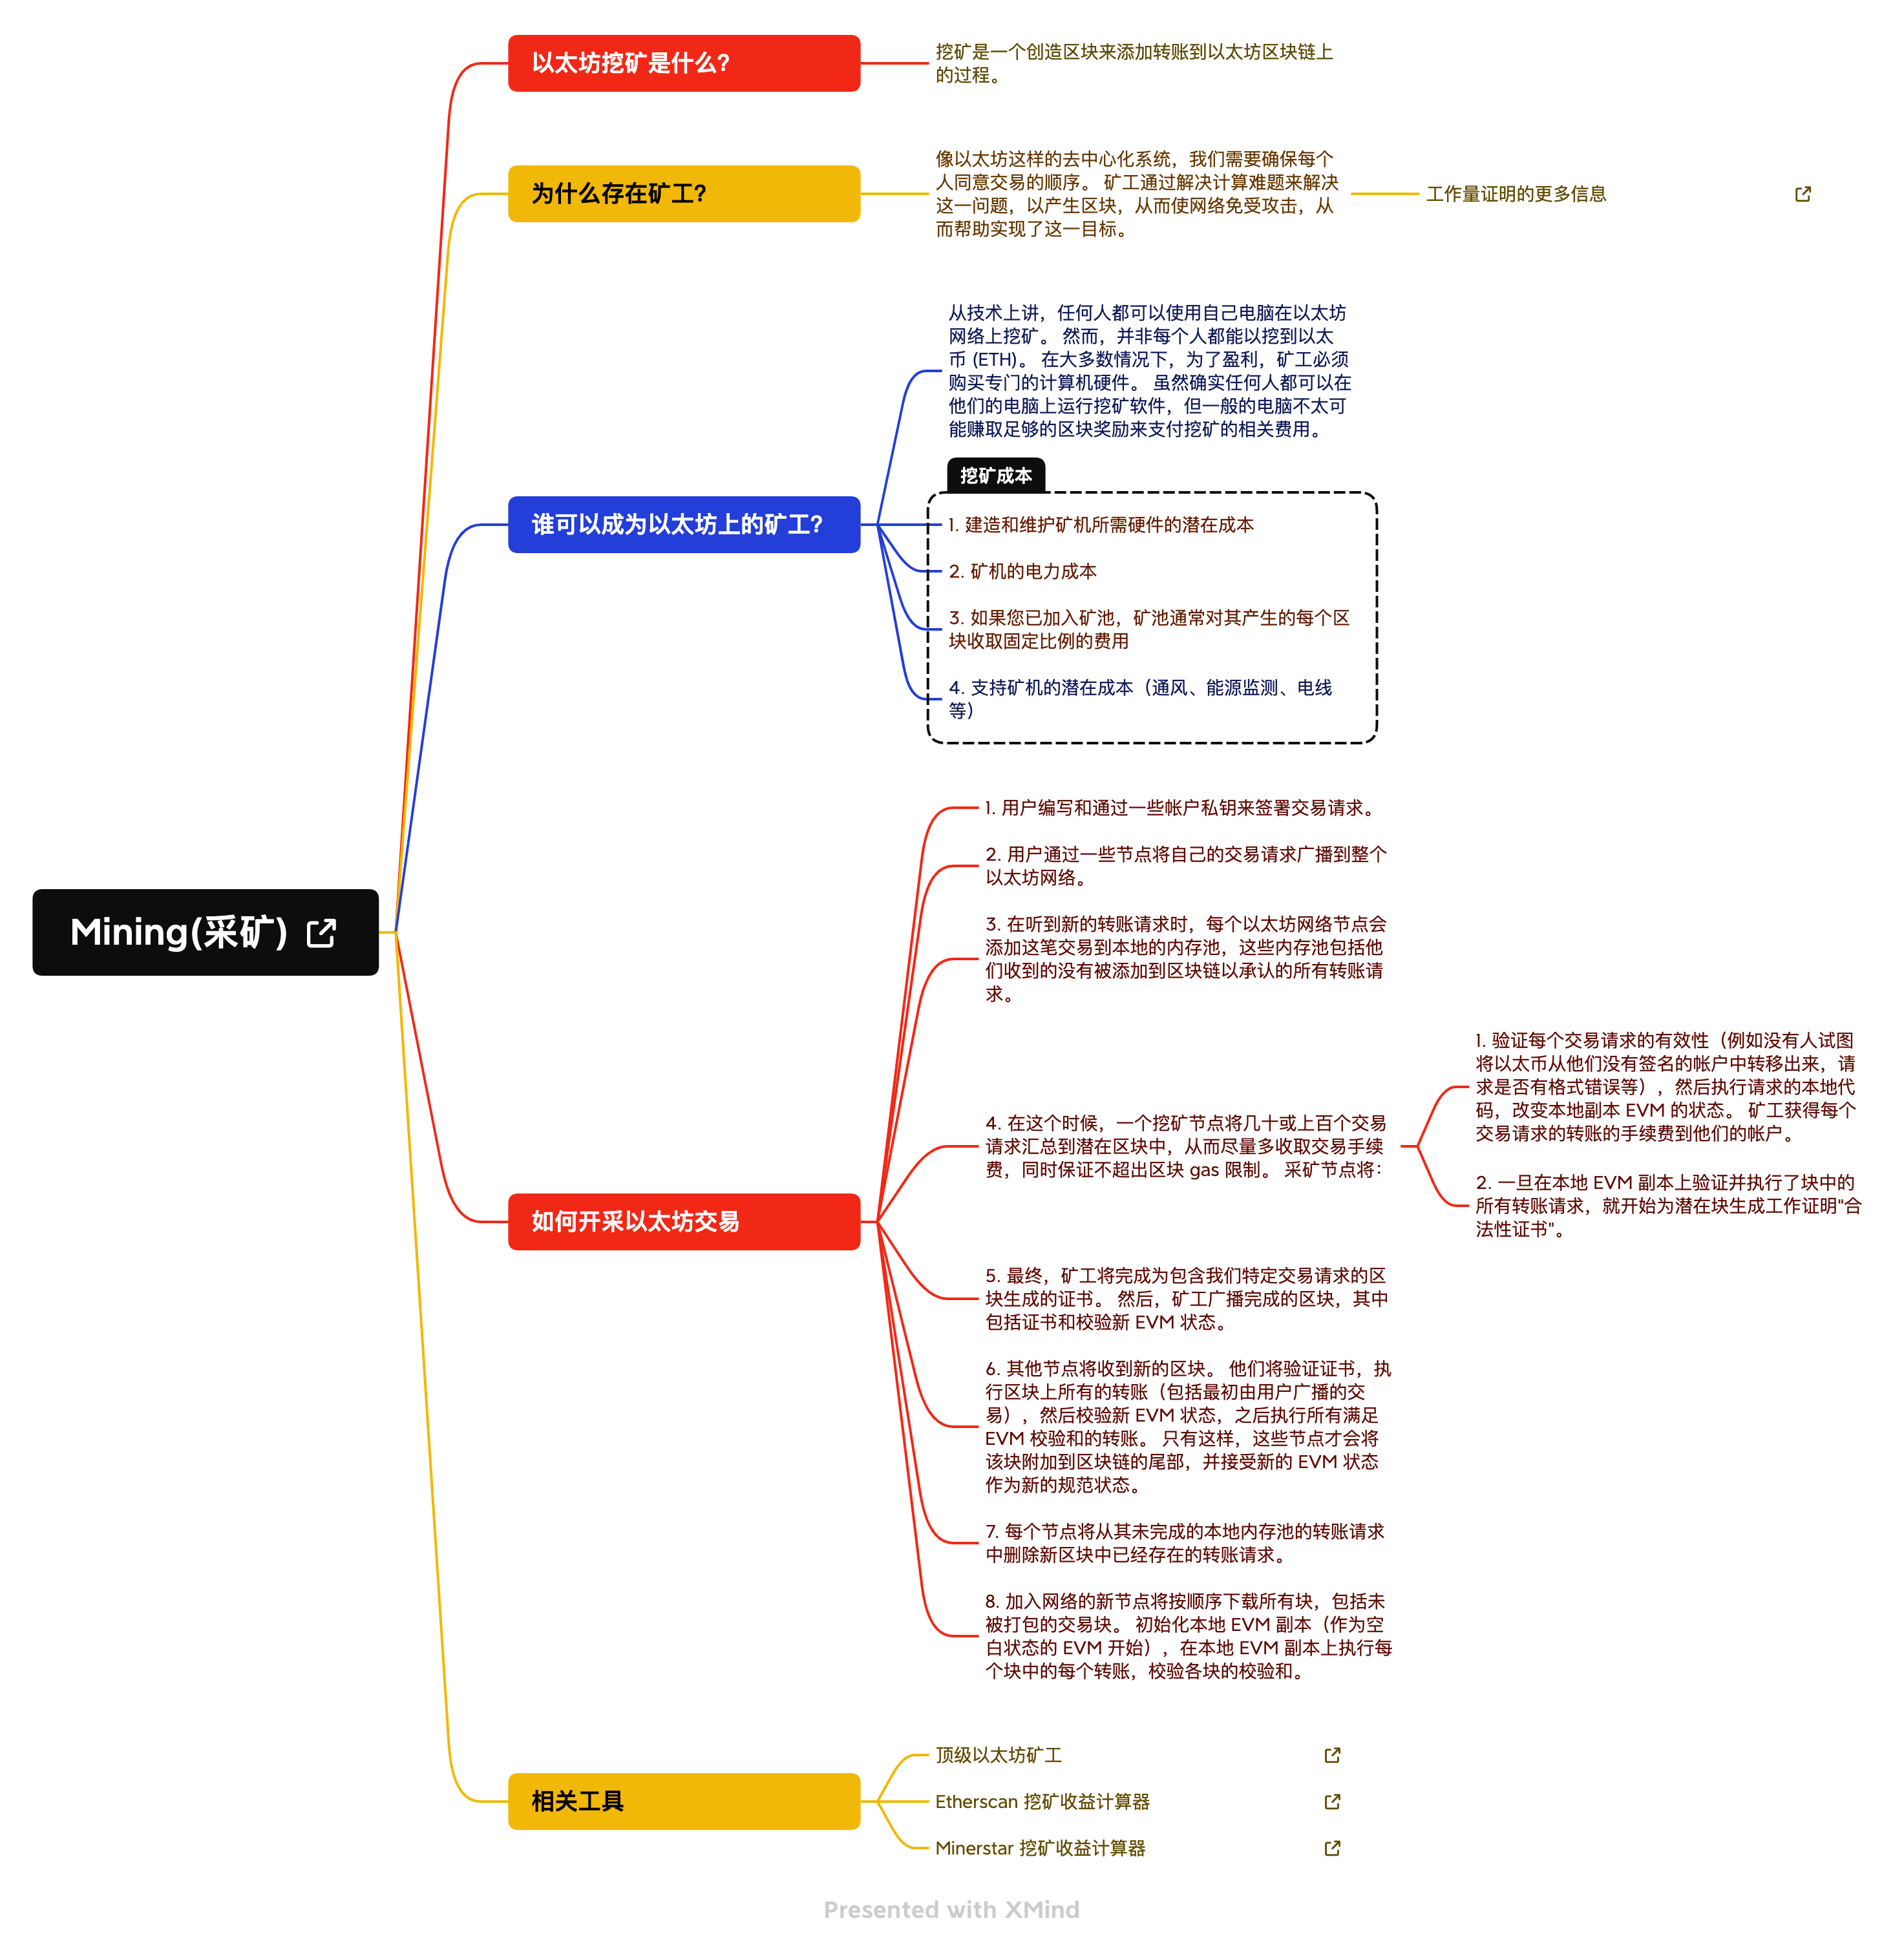 以太坊挖矿是什么?
挖矿是一个创造区块来添加转账到以太坊区块链上
的过程。
为什么存在矿工?
像以太坊这样的去中心化系统，我们需要确保每个
人同意交易的顺序。 矿工通过解决计算难题来解决
这一问题，以产生区块，从而使网络免受攻击，从
而帮助实现了这一目标。
工作量证明的更多信息
谁可以成为以太坊上的矿工?
从技术上讲，任何人都可以使用自己电脑在以太坊
网络上挖矿。 然而，并非每个人都能以挖到以太
币 (ETH)。 在大多数情况下，为了盈利，矿工必须
购买专门的计算机硬件。 虽然确实任何人都可以在
他们的电脑上运行挖矿软件，但一般的电脑不太可
能赚取足够的区块奖励来支付挖矿的相关费用。
挖矿成本
1. 建造和维护矿机所需硬件的潜在成本
2. 矿机的电力成本
3. 如果您已加入矿池，矿池通常对其产生的每个区
块收取固定比例的费用
4. 支持矿机的潜在成本（通风、能源监测、电线
等）
Mining(采矿)
如何开采以太坊交易
1. 用户编写和通过一些帐户私钥来签署交易请求。
2. 用户通过一些节点将自己的交易请求广播到整个
以太坊网络。
3. 在听到新的转账请求时，每个以太坊网络节点会
添加这笔交易到本地的内存池，这些内存池包括他
们收到的没有被添加到区块链以承认的所有转账请
求。
4. 在这个时候，一个挖矿节点将几十或上百个交易
请求汇总到潜在区块中，从而尽量多收取交易手续
费，同时保证不超出区块 gas 限制。 采矿节点将：
1. 验证每个交易请求的有效性（例如没有人试图
将以太币从他们没有签名的帐户中转移出来，请
求是否有格式错误等），然后执行请求的本地代
码，改变本地副本 EVM 的状态。 矿工获得每个
交易请求的转账的手续费到他们的帐户。
2. 一旦在本地 EVM 副本上验证并执行了块中的
所有转账请求，就开始为潜在块生成工作证明"合
法性证书"。
5. 最终，矿工将完成为包含我们特定交易请求的区
块生成的证书。 然后，矿工广播完成的区块，其中
包括证书和校验新 EVM 状态。
6. 其他节点将收到新的区块。 他们将验证证书，执
行区块上所有的转账（包括最初由用户广播的交
易），然后校验新 EVM 状态，之后执行所有满足
EVM 校验和的转账。 只有这样，这些节点才会将
该块附加到区块链的尾部，并接受新的 EVM 状态
作为新的规范状态。
7. 每个节点将从其未完成的本地内存池的转账请求
中删除新区块中已经存在的转账请求。
8. 加入网络的新节点将按顺序下载所有块，包括未
被打包的交易块。 初始化本地 EVM 副本（作为空
白状态的 EVM 开始），在本地 EVM 副本上执行每
个块中的每个转账，校验各块的校验和。
相关工具
顶级以太坊矿工
Etherscan 挖矿收益计算器
Minerstar 挖矿收益计算器
Presented with XMind